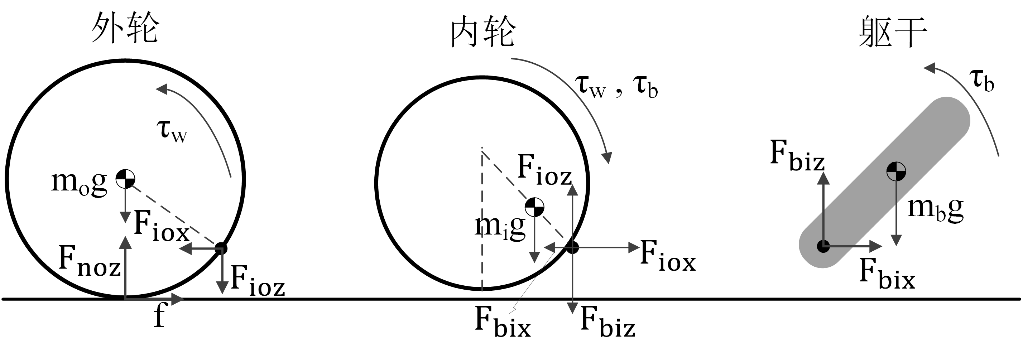 外轮
内轮
躯干
τw
mog
Fiox
Fnoz
Fioz
f
τw , τb
Fioz
mig
Fiox
Fbix
Fbiz
τb
Fbiz
mbg
Fbix